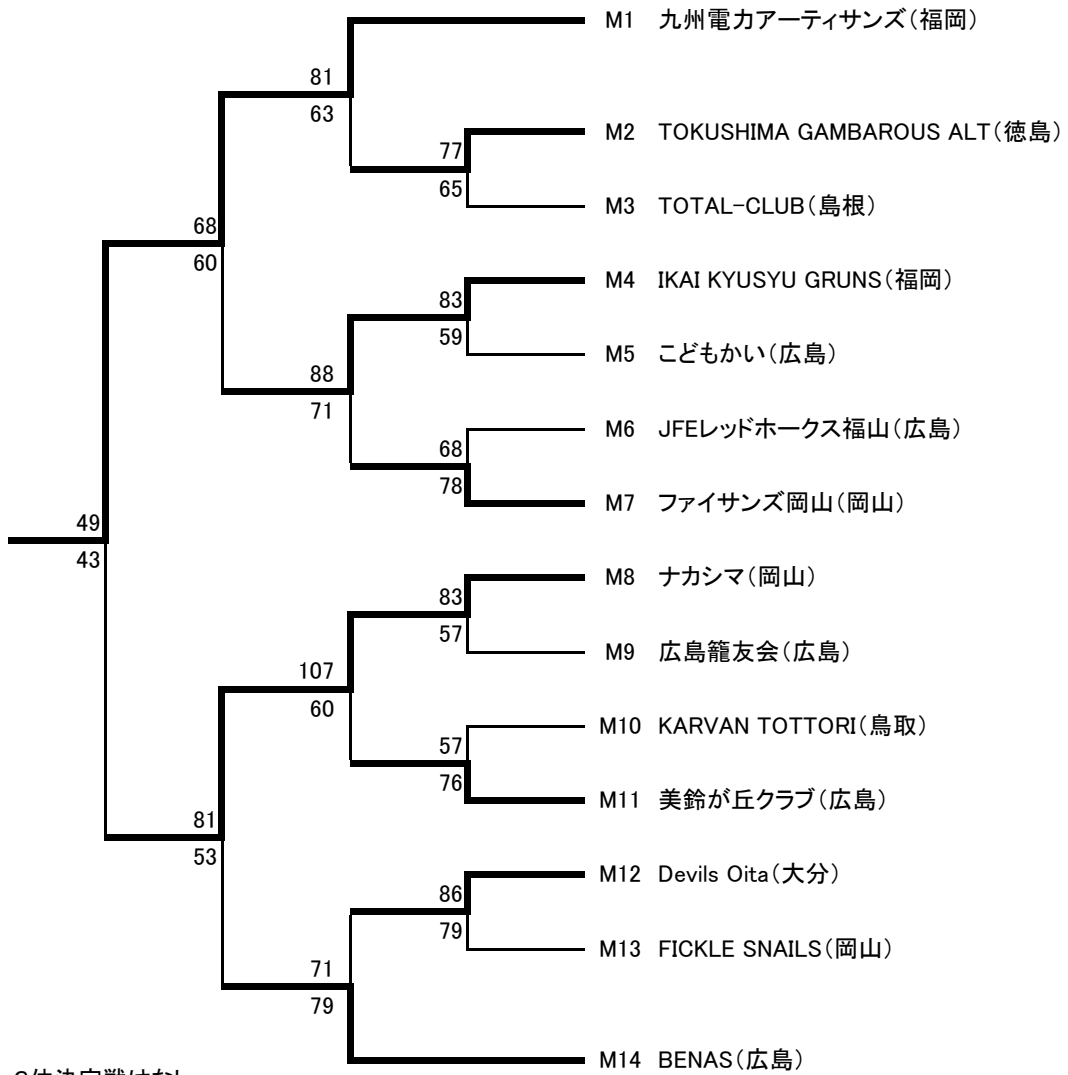 M1 九州電力アーティサンズ（福岡）
81
63
M2 TOKUSHIMA GAMBAROUS ALT（徳島）
77
65
M3 TOTAL-CLUB（島根）
68
60
M4 IKAI KYUSYU GRUNS（福岡）
83
59
M5 こどもかい（広島）
88
71
M6 JFEレッドホークス福山（広島）
68
78
M7 ファイサンズ岡山（岡山）
49
43
M8 ナカシマ（岡山）
83
57
M9 広島籠友会（広島）
107
60
M10 KARVAN TOTTORI（鳥取）
57
76
M11 美鈴が丘クラブ（広島）
81
53
M12 Devils Oita（大分）
86
79
M13 FICKLE SNAILS（岡山）
71
79
M14 BENAS（広島）